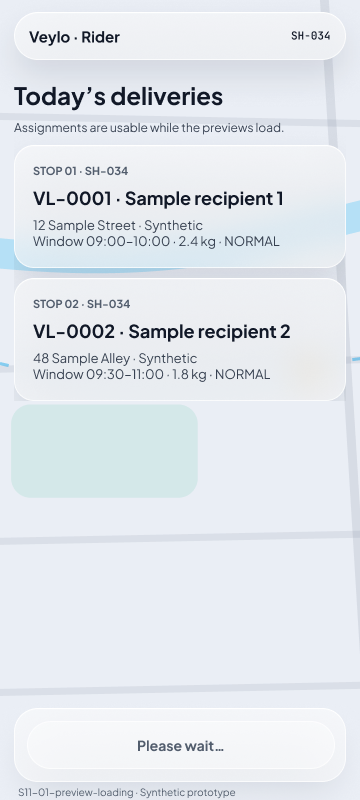 Veylo · Rider
SH-034
Today’s deliveries
Assignments are usable while the previews load.
STOP 01 · SH-034
VL-0001 · Sample recipient 1
12 Sample Street · Synthetic
Window 09:00–10:00 · 2.4 kg · NORMAL
STOP 02 · SH-034
VL-0002 · Sample recipient 2
48 Sample Alley · Synthetic
Window 09:30–11:00 · 1.8 kg · NORMAL
Please wait…
S11-01-preview-loading · Synthetic prototype